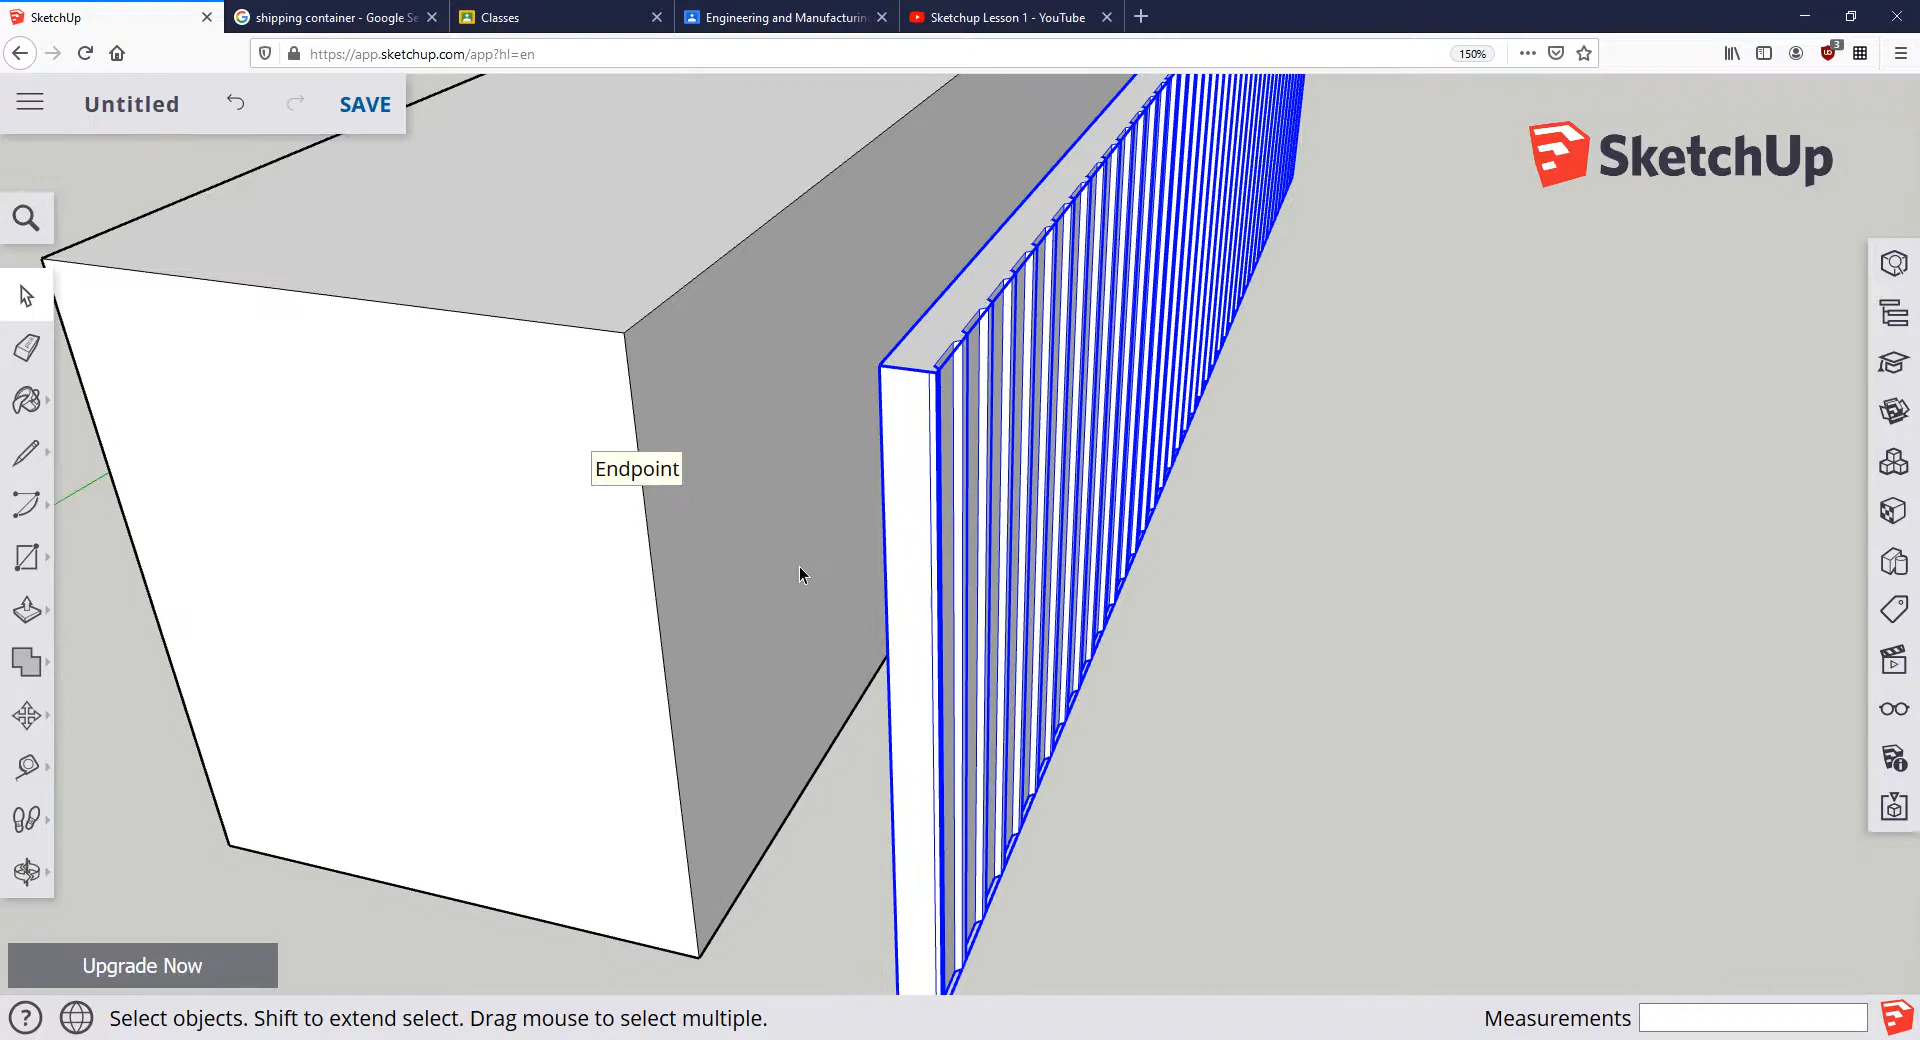 SketchUp
shipping container - Google Se
Classes
Engineering and Manufacturin
Sketchup Lesson 1 - YouTube
https://app.sketchup.com/app?hl=en
150%
3
Untitled
SAVE
SketchUp
Endpoint
Upgrade Now
Select objects. Shift to extend select. Drag mouse to select multiple.
Measurements